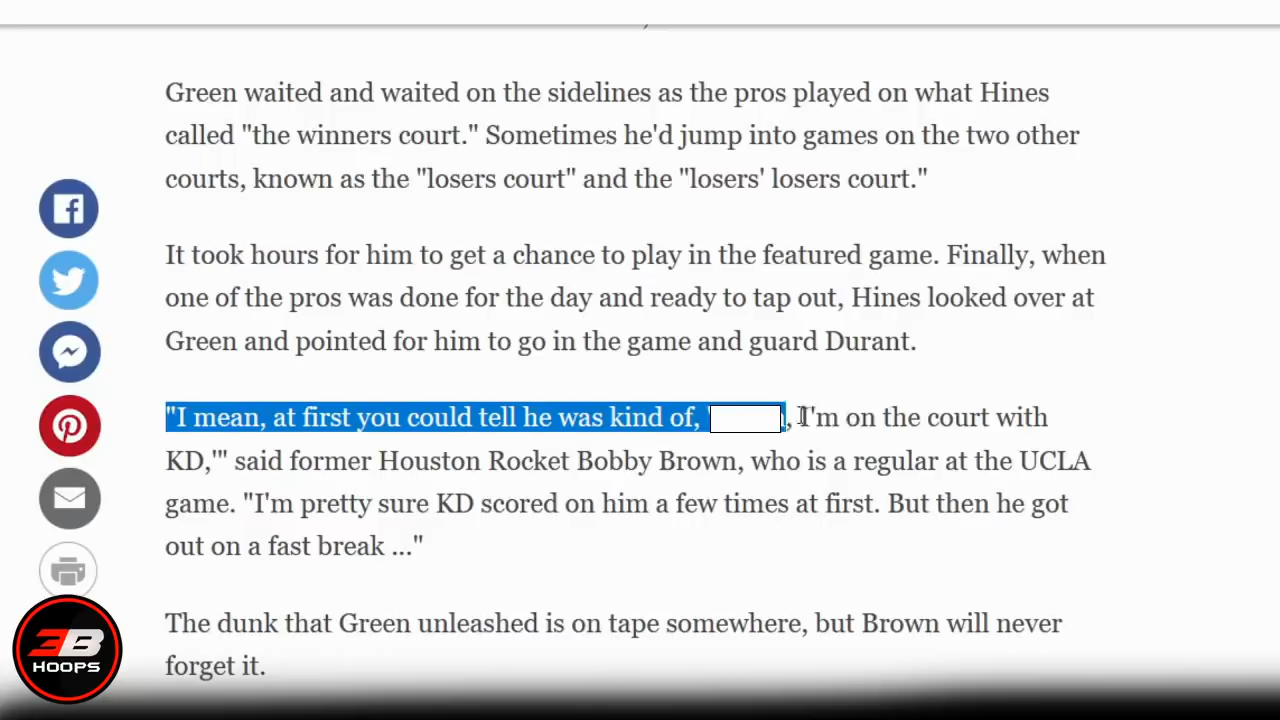 Green waited and waited on the sidelines as the pros played on what Hines
called "the winners court." Sometimes he'd jump into games on the two other
courts, known as the "losers court" and the "losers' losers court."
It took hours for him to get a chance to play in the featured game. Finally, when
one of the pros was done for the day and ready to tap out, Hines looked over at
Green and pointed for him to go in the game and guard Durant.
"I mean, at first you could tell he was kind of, ' , I'm on the court with
KD,'" said former Houston Rocket Bobby Brown, who is a regular at the UCLA
game. "I'm pretty sure KD scored on him a few times at first. But then he got
out on a fast break ..."
The dunk that Green unleashed is on tape somewhere, but Brown will never
forget it.
3B
HOOPS